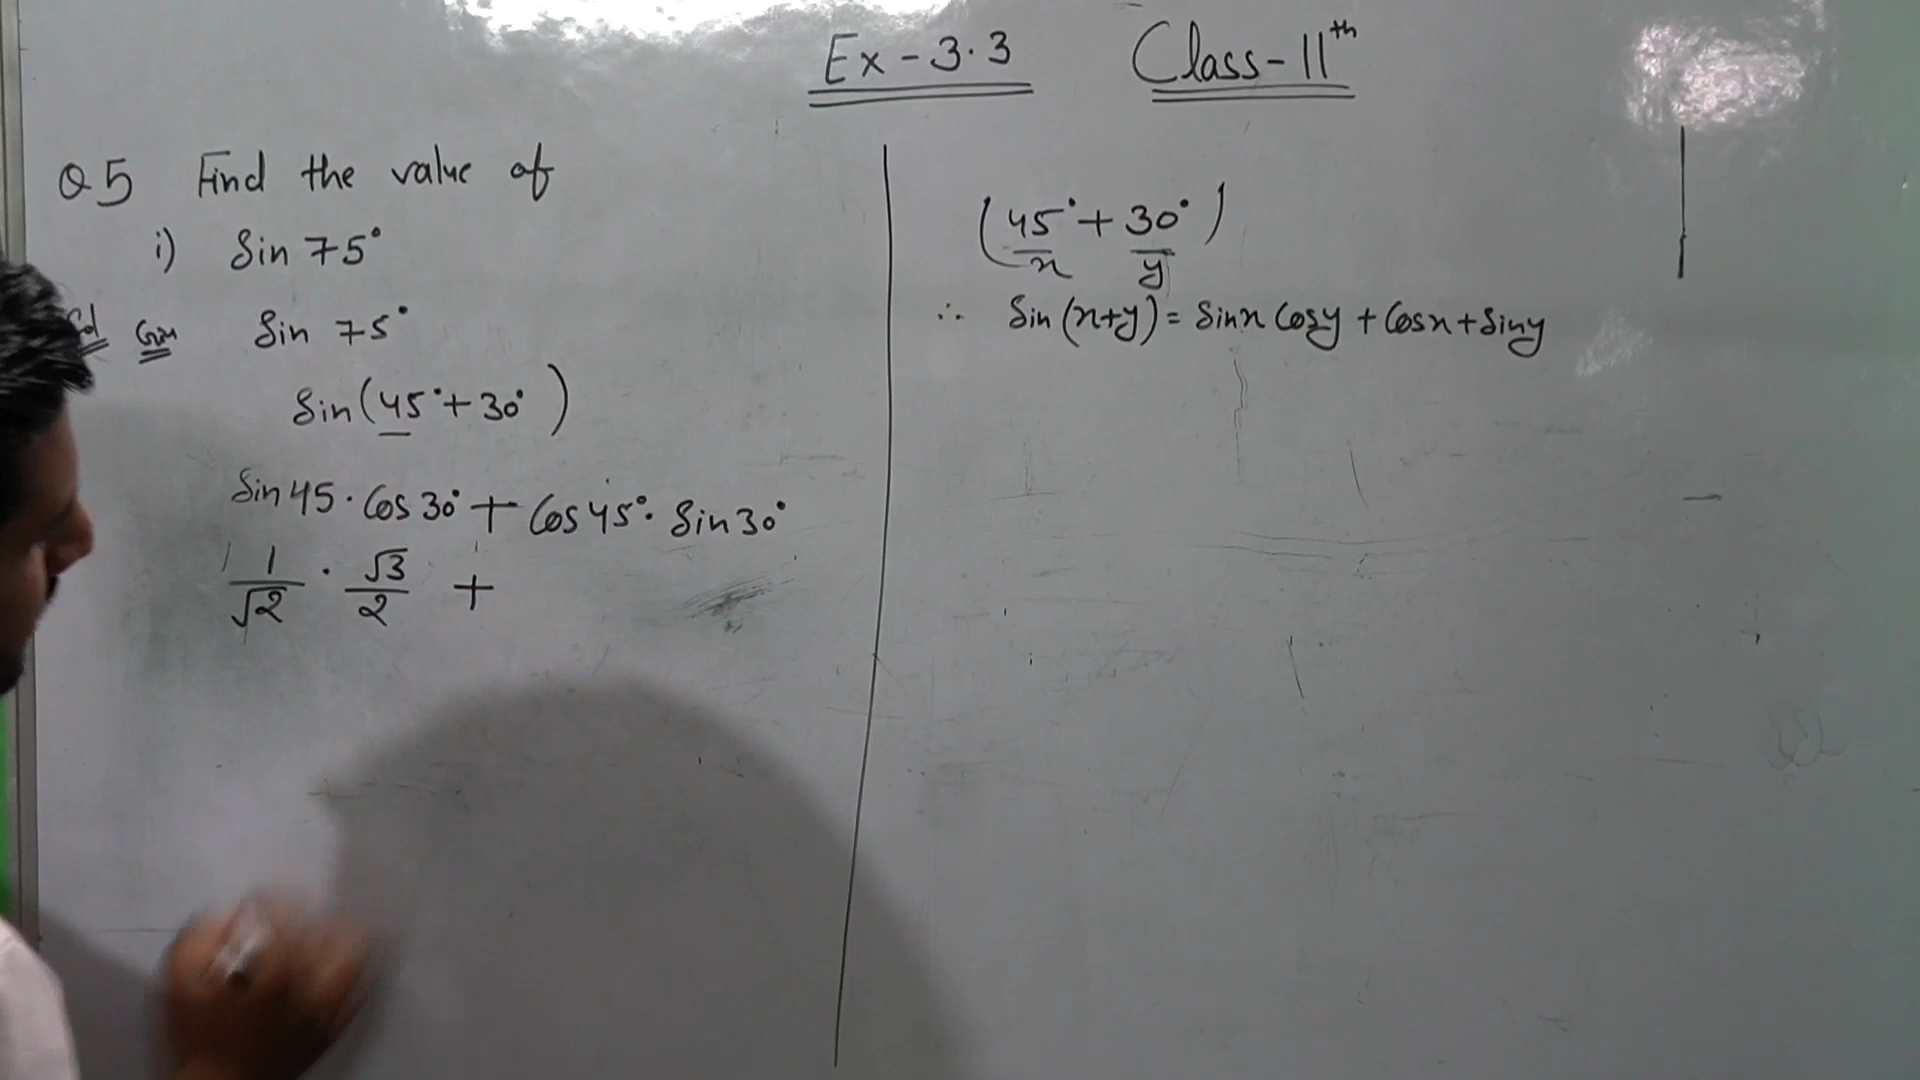 Ex-3.3 Class-11th
Q5 Find the value of
i) Sin 75°
Sol Given Sin 75°
Sin(45°+30°)
Sin 45 . Cos 30° + Cos 45° . Sin 30°
1/√2 . √3/2 +
(45°+30°)
x y
∴ Sin(x+y) = Sinx Cosy + Cosx + Siny